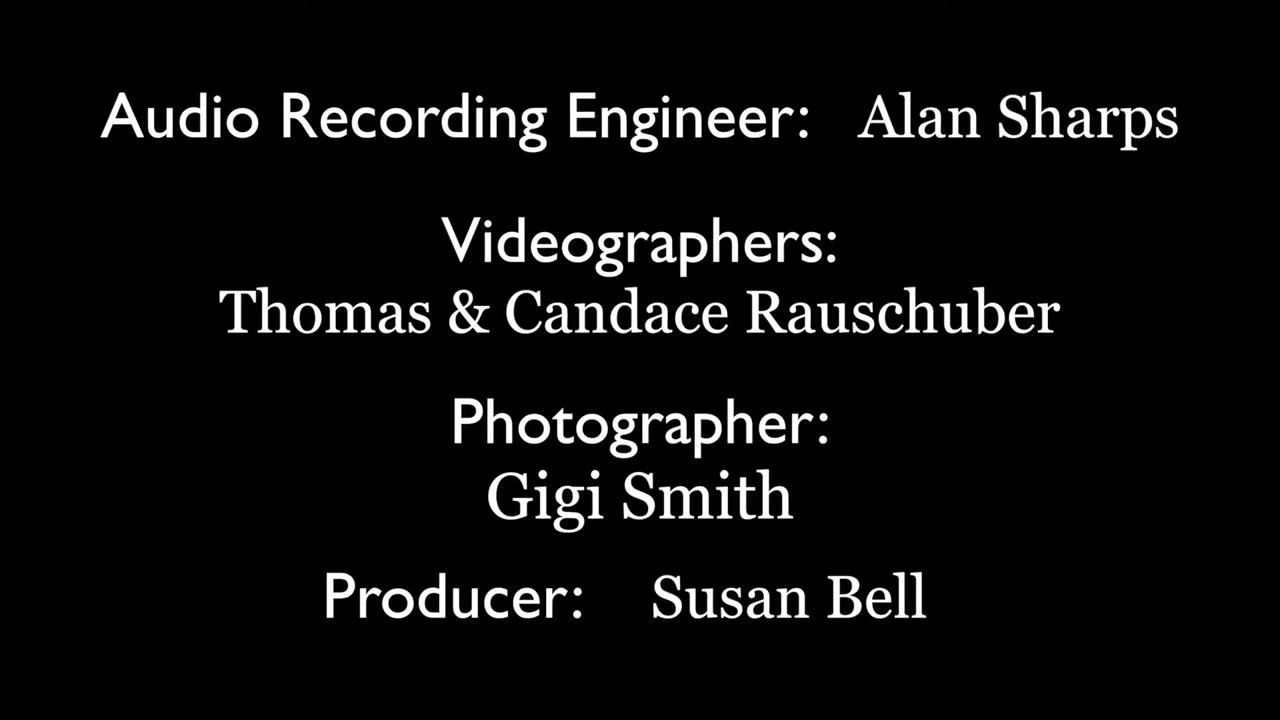 Audio Recording Engineer: Alan Sharps
Videographers:
Thomas & Candace Rauschuber
Photographer:
Gigi Smith
Producer: Susan Bell